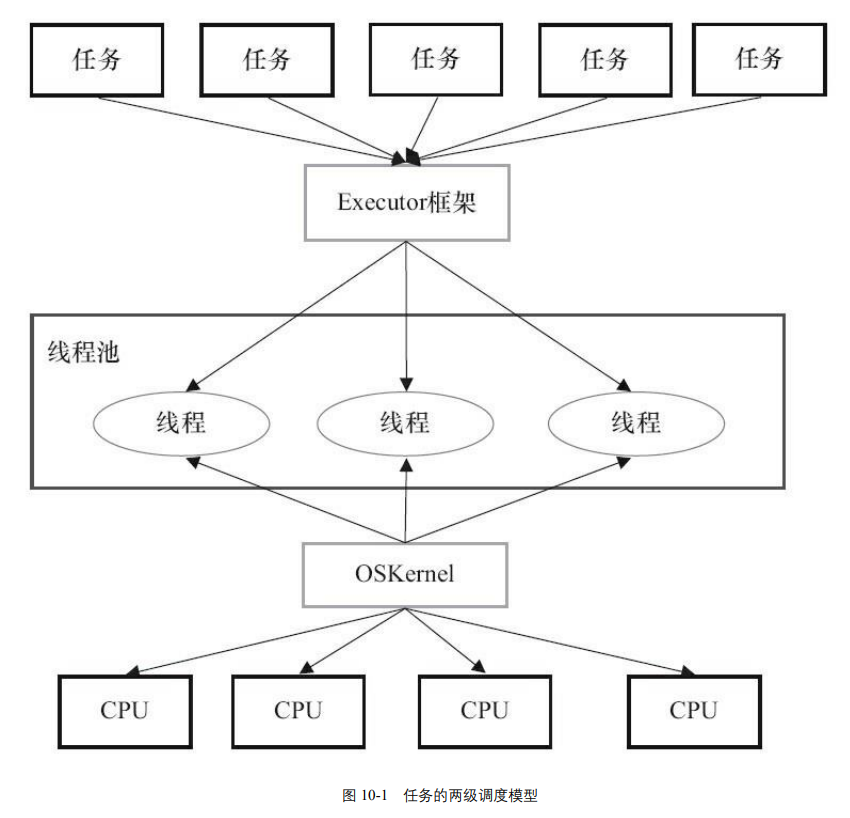 任务 任务 任务 任务 任务
Executor框架
线程池
线程 线程 线程
OSKernel
CPU CPU CPU CPU
图 10-1 任务的两级调度模型